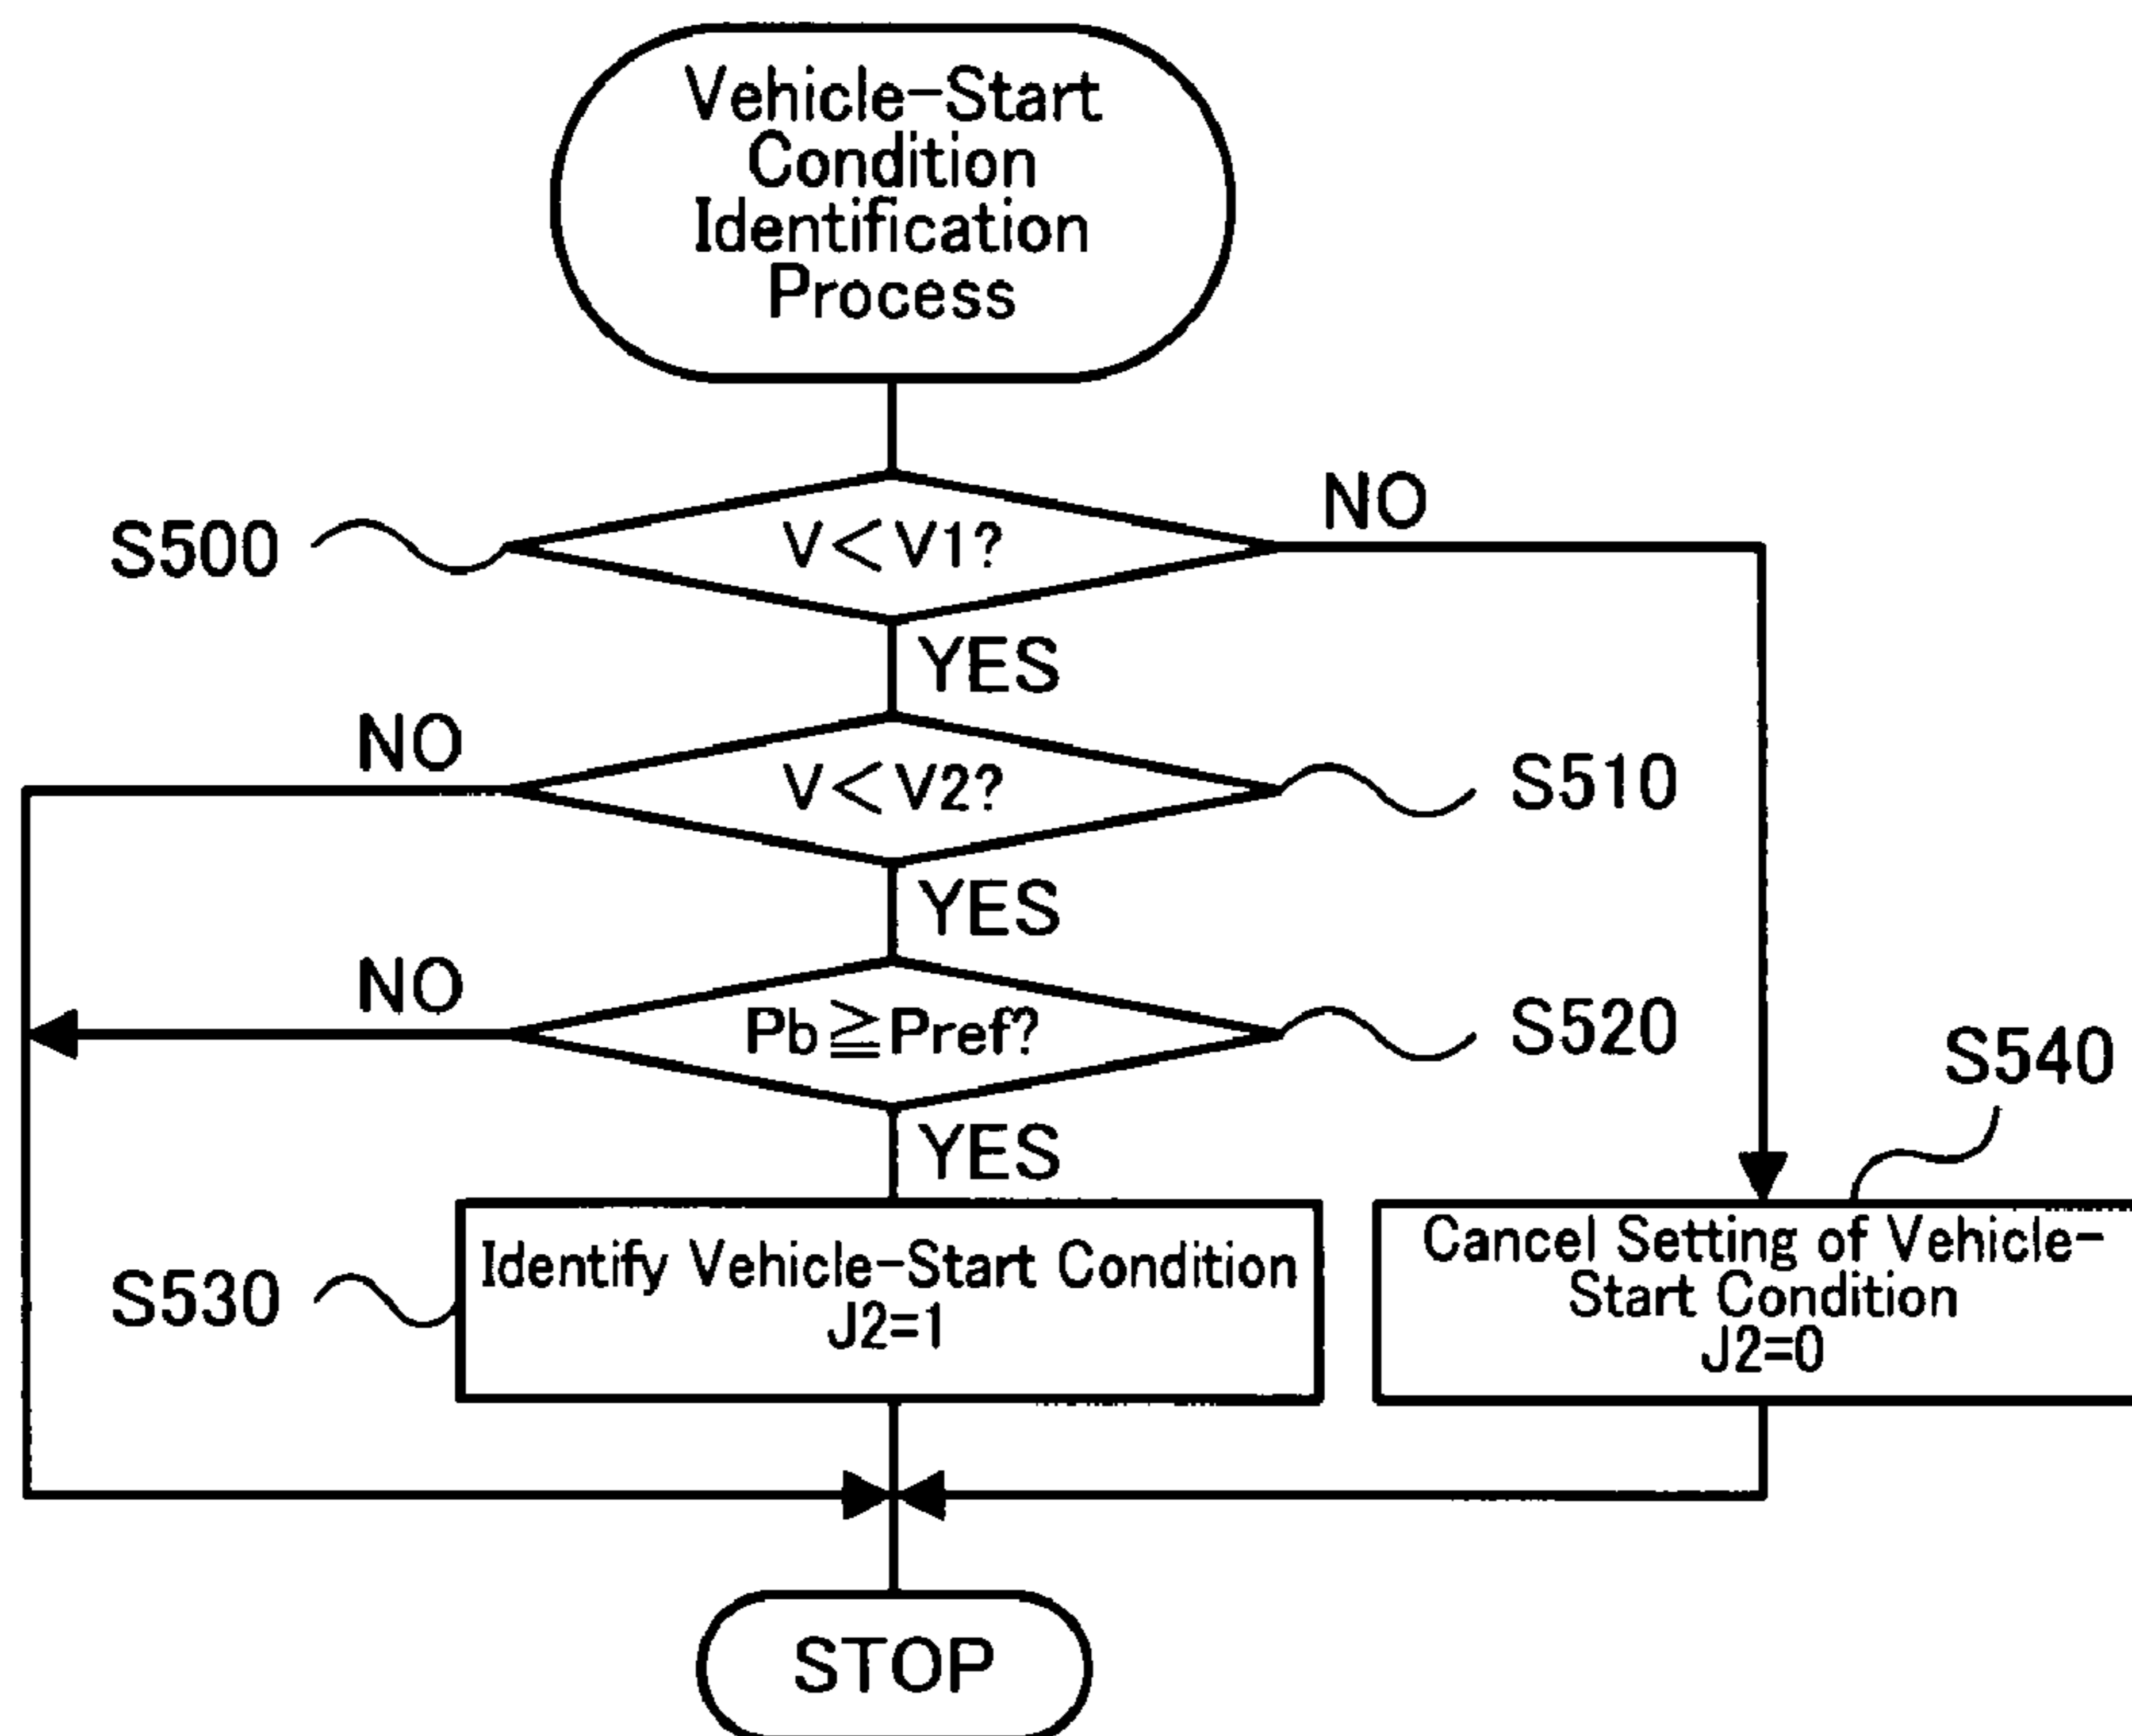 Vehicle-Start
Condition
Identification
Process
NO
S500
V<V1?
YES
NO
V<V2?
S510
YES
NO
Pb≧Pref?
S520
S540
YES
Identify Vehicle-Start Condition
J2=1
S530
Cancel Setting of Vehicle-
Start Condition
J2=0
STOP